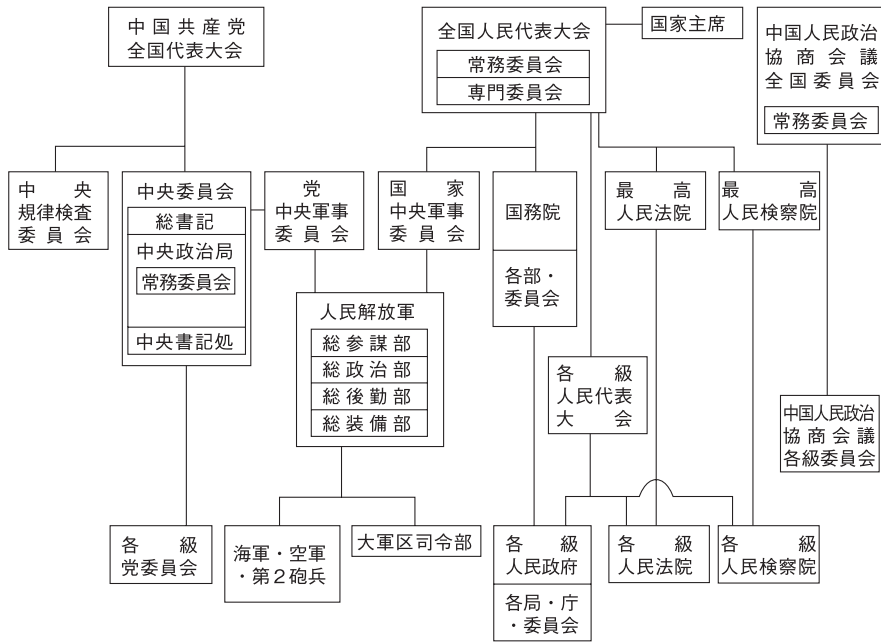 中国共産党
全国代表大会
全国人民代表大会
常務委員会
専門委員会
国家主席
中国人民政治
協商会議
全国委員会
常務委員会
中央
規律検査
委員会
中央委員会
総書記
中央政治局
常務委員会
中央書記処
党
中央軍事
委員会
国家
中央軍事
委員会
国務院
各部・
委員会
最高
人民法院
最高
人民検察院
人民解放軍
総参謀部
総政治部
総後勤部
総装備部
各級
人民代表
大会
中国人民政治
協商会議
各級委員会
各級
党委員会
海軍・空軍
・第2砲兵
大軍区司令部
各級
人民政府
各局・庁
・委員会
各級
人民法院
各級
人民検察院